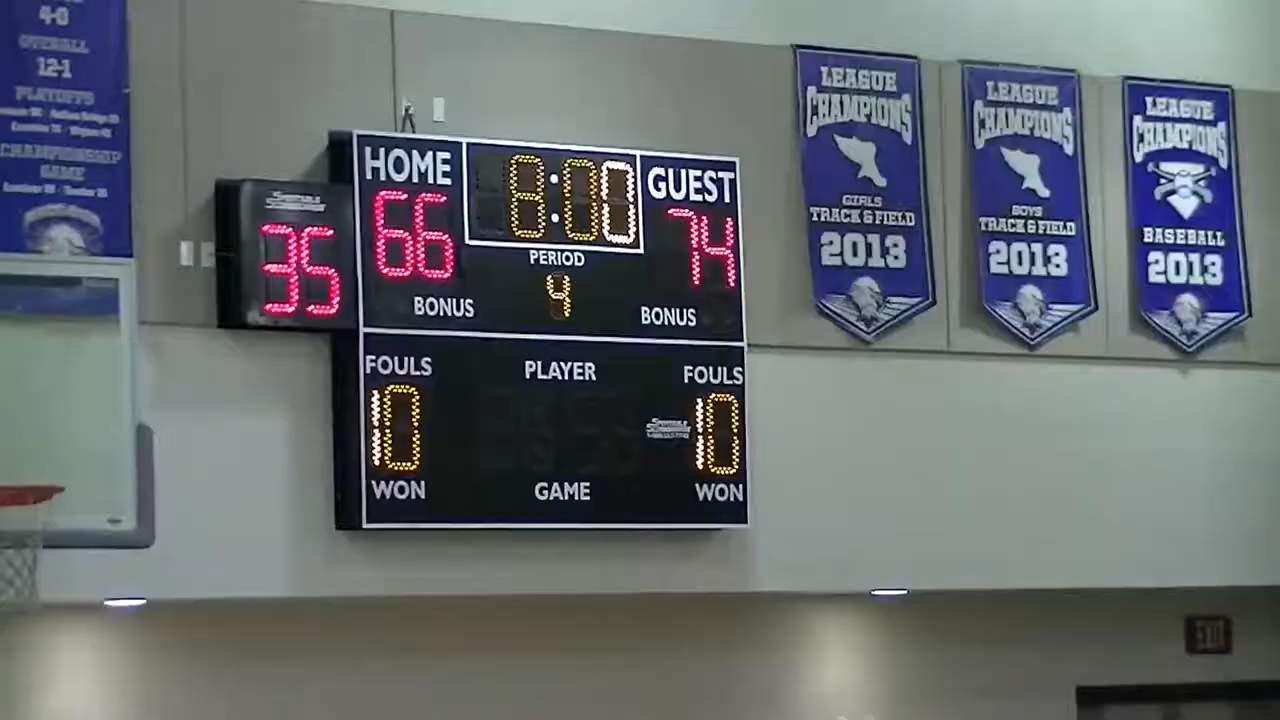 4-0
OVERALL
12-1
PLAYOFFS
CHAMPIONSHIP
GAME
HOME
8:00
GUEST
66
74
35
PERIOD
4
BONUS
BONUS
FOULS
PLAYER
FOULS
10
10
WON
GAME
WON
LEAGUE
CHAMPIONS
GIRLS
TRACK & FIELD
2013
LEAGUE
CHAMPIONS
BOYS
TRACK & FIELD
2013
LEAGUE
CHAMPIONS
BASEBALL
2013
EXIT